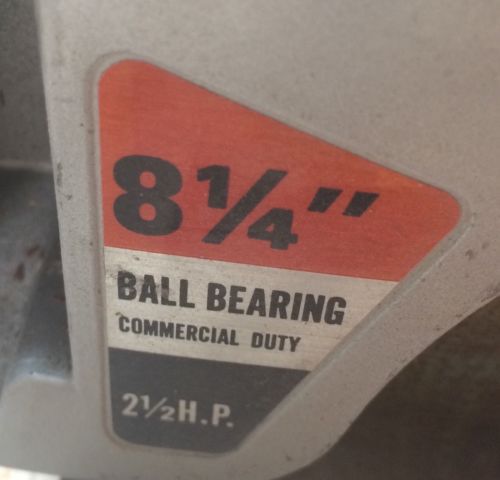 8¼"
BALL BEARING
COMMERCIAL DUTY
2½H.P.